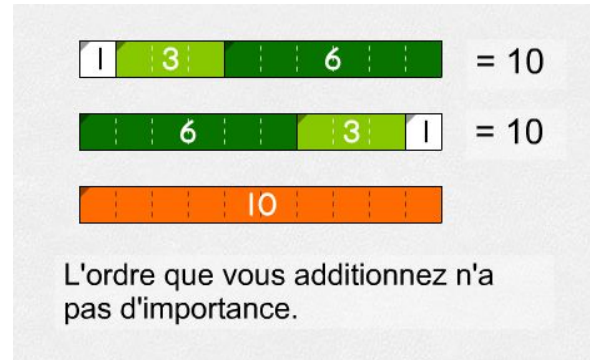 1 3 6 = 10
6 3 1 = 10
10
L'ordre que vous additionnez n'a
pas d'importance.